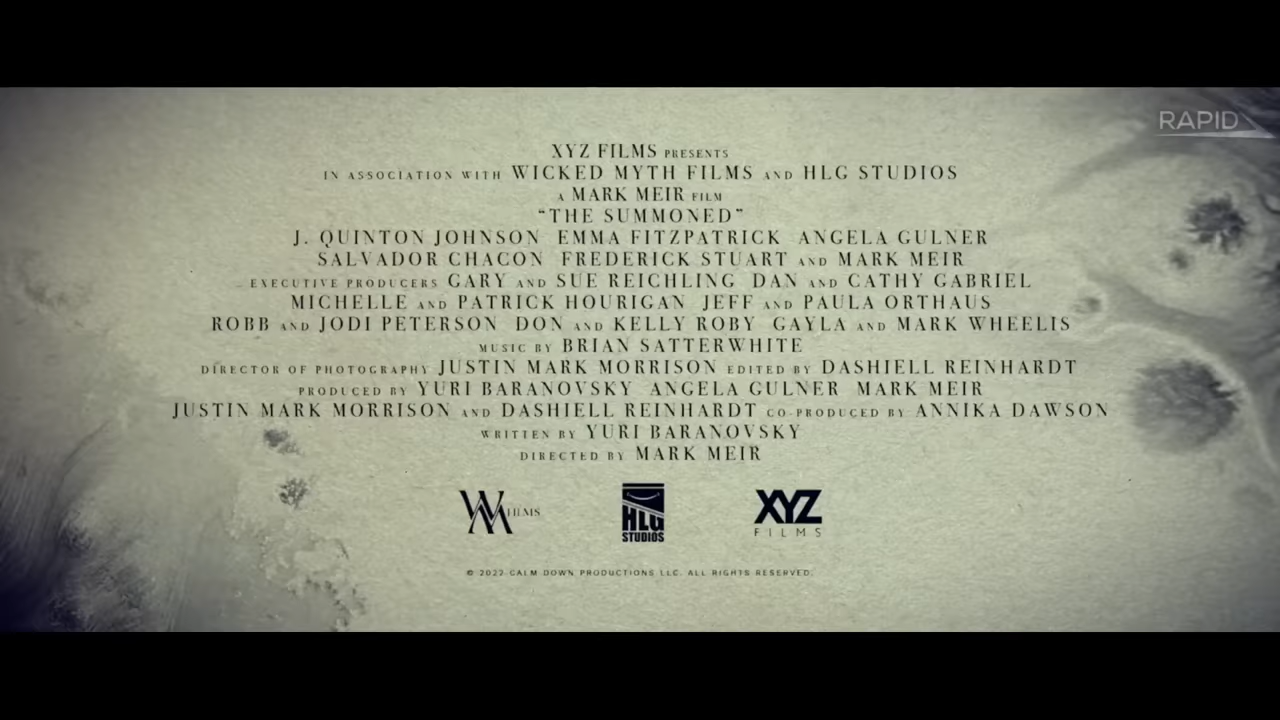 RAPID
XYZ FILMS PRESENTS
IN ASSOCIATION WITH WICKED MYTH FILMS AND HLG STUDIOS
A MARK MEIR FILM
“THE SUMMONED”
J. QUINTON JOHNSON EMMA FITZPATRICK ANGELA GULNER
SALVADOR CHACON FREDERICK STUART AND MARK MEIR
EXECUTIVE PRODUCERS GARY AND SUE REICHLING DAN AND CATHY GABRIEL
MICHELLE AND PATRICK HOURIGAN JEFF AND PAULA ORTHAUS
ROBB AND JODI PETERSON DON AND KELLY ROBY GAYLA AND MARK WHEELIS
MUSIC BY BRIAN SATTERWHITE
DIRECTOR OF PHOTOGRAPHY JUSTIN MARK MORRISON EDITED BY DASHIELL REINHARDT
PRODUCED BY YURI BARANOVSKY ANGELA GULNER MARK MEIR
JUSTIN MARK MORRISON AND DASHIELL REINHARDT CO-PRODUCED BY ANNIKA DAWSON
WRITTEN BY YURI BARANOVSKY
DIRECTED BY MARK MEIR
WM FILMS
HLG STUDIOS
XYZ FILMS
© 2022 CALM DOWN PRODUCTIONS LLC. ALL RIGHTS RESERVED.